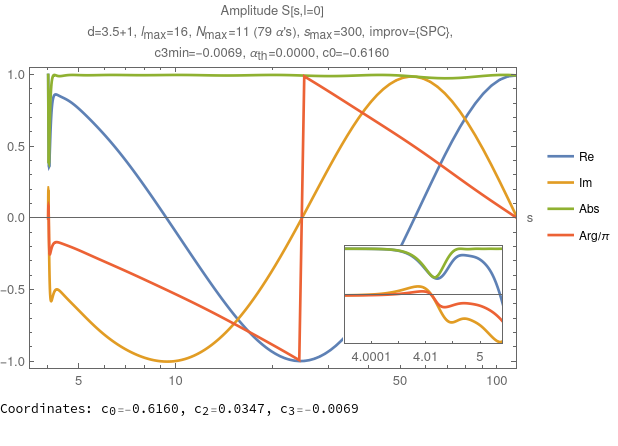 Amplitude S[s,l=0]
d=3.5+1, lmax=16, Nmax=11 (79 α's), smax=300, improv={SPC},
c3min=-0.0069, αth=0.0000, c0=-0.6160
1.0
0.5
0.0
-0.5
-1.0
s
Re
Im
Abs
Arg/π
4.0001 4.01 5
5 10 50 100
Coordinates: c0=-0.6160, c2=0.0347, c3=-0.0069